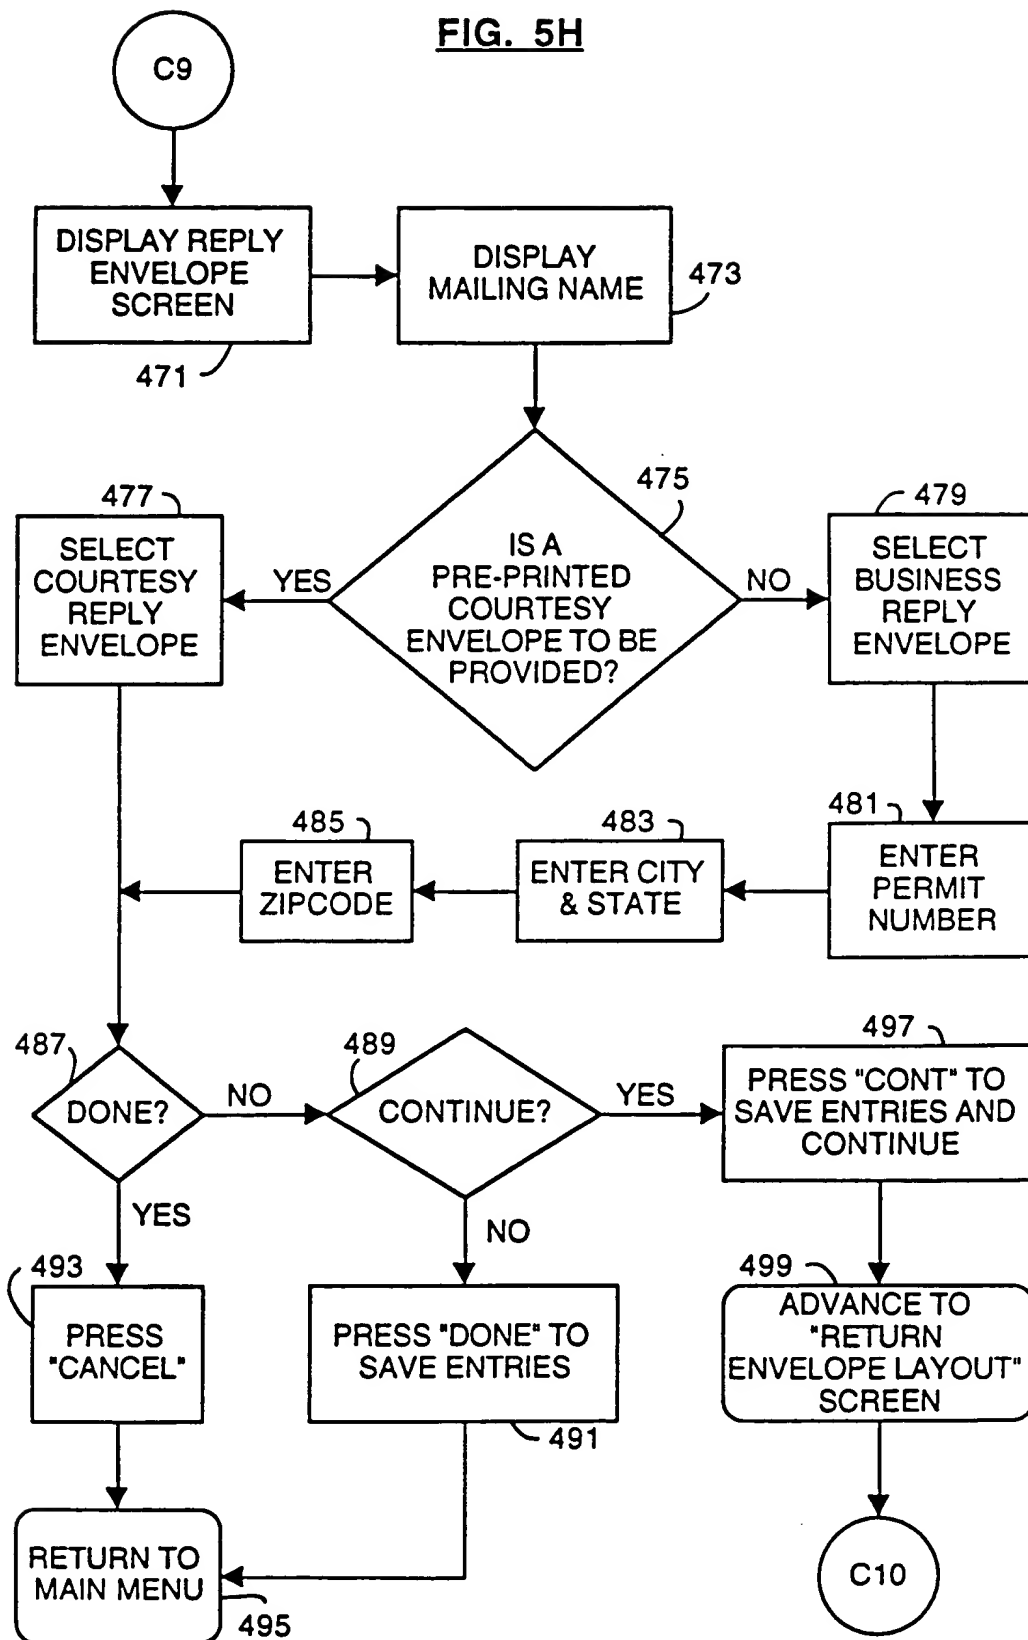 FIG. 5H
C9
DISPLAY REPLY
ENVELOPE
SCREEN
471
DISPLAY
MAILING NAME
473
475
IS A
PRE-PRINTED
COURTESY
ENVELOPE TO BE
PROVIDED?
YES
NO
477
SELECT
COURTESY
REPLY
ENVELOPE
479
SELECT
BUSINESS
REPLY
ENVELOPE
481
ENTER
PERMIT
NUMBER
483
ENTER CITY
& STATE
485
ENTER
ZIPCODE
487
DONE?
NO
YES
489
CONTINUE?
YES
NO
497
PRESS "CONT" TO
SAVE ENTRIES AND
CONTINUE
493
PRESS
"CANCEL"
PRESS "DONE" TO
SAVE ENTRIES
491
499
ADVANCE TO
"RETURN
ENVELOPE LAYOUT"
SCREEN
RETURN TO
MAIN MENU
495
C10